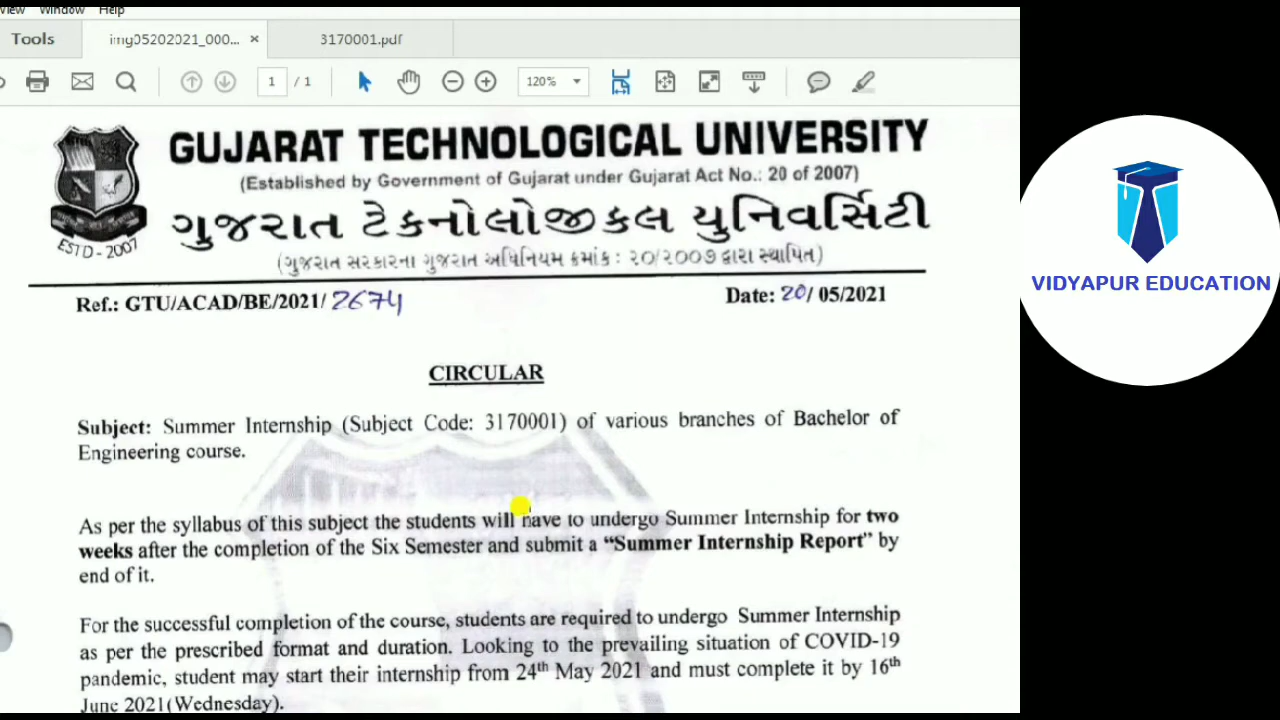 View Window Help
Tools img05202021_000... × 3170001.pdf
1 / 1 120%
GUJARAT TECHNOLOGICAL UNIVERSITY
(Established by Government of Gujarat under Gujarat Act No.: 20 of 2007)
ગુજરાત ટેકનોલોજીકલ યુનિવર્સિટી
(ગુજરાત સરકારના ગુજરાત અધિનિયમ ક્રમાંક : ૨૦/૨૦૦૭ દ્વારા સ્થાપિત)
ESTD - 2007
Ref.: GTU/ACAD/BE/2021/2674 Date: 20/ 05/2021
CIRCULAR
Subject: Summer Internship (Subject Code: 3170001) of various branches of Bachelor of
Engineering course.
As per the syllabus of this subject the students will have to undergo Summer Internship for two
weeks after the completion of the Six Semester and submit a “Summer Internship Report” by
end of it.
For the successful completion of the course, students are required to undergo Summer Internship
as per the prescribed format and duration. Looking to the prevailing situation of COVID-19
pandemic, student may start their internship from 24th May 2021 and must complete it by 16th
June 2021(Wednesday).
VIDYAPUR EDUCATION